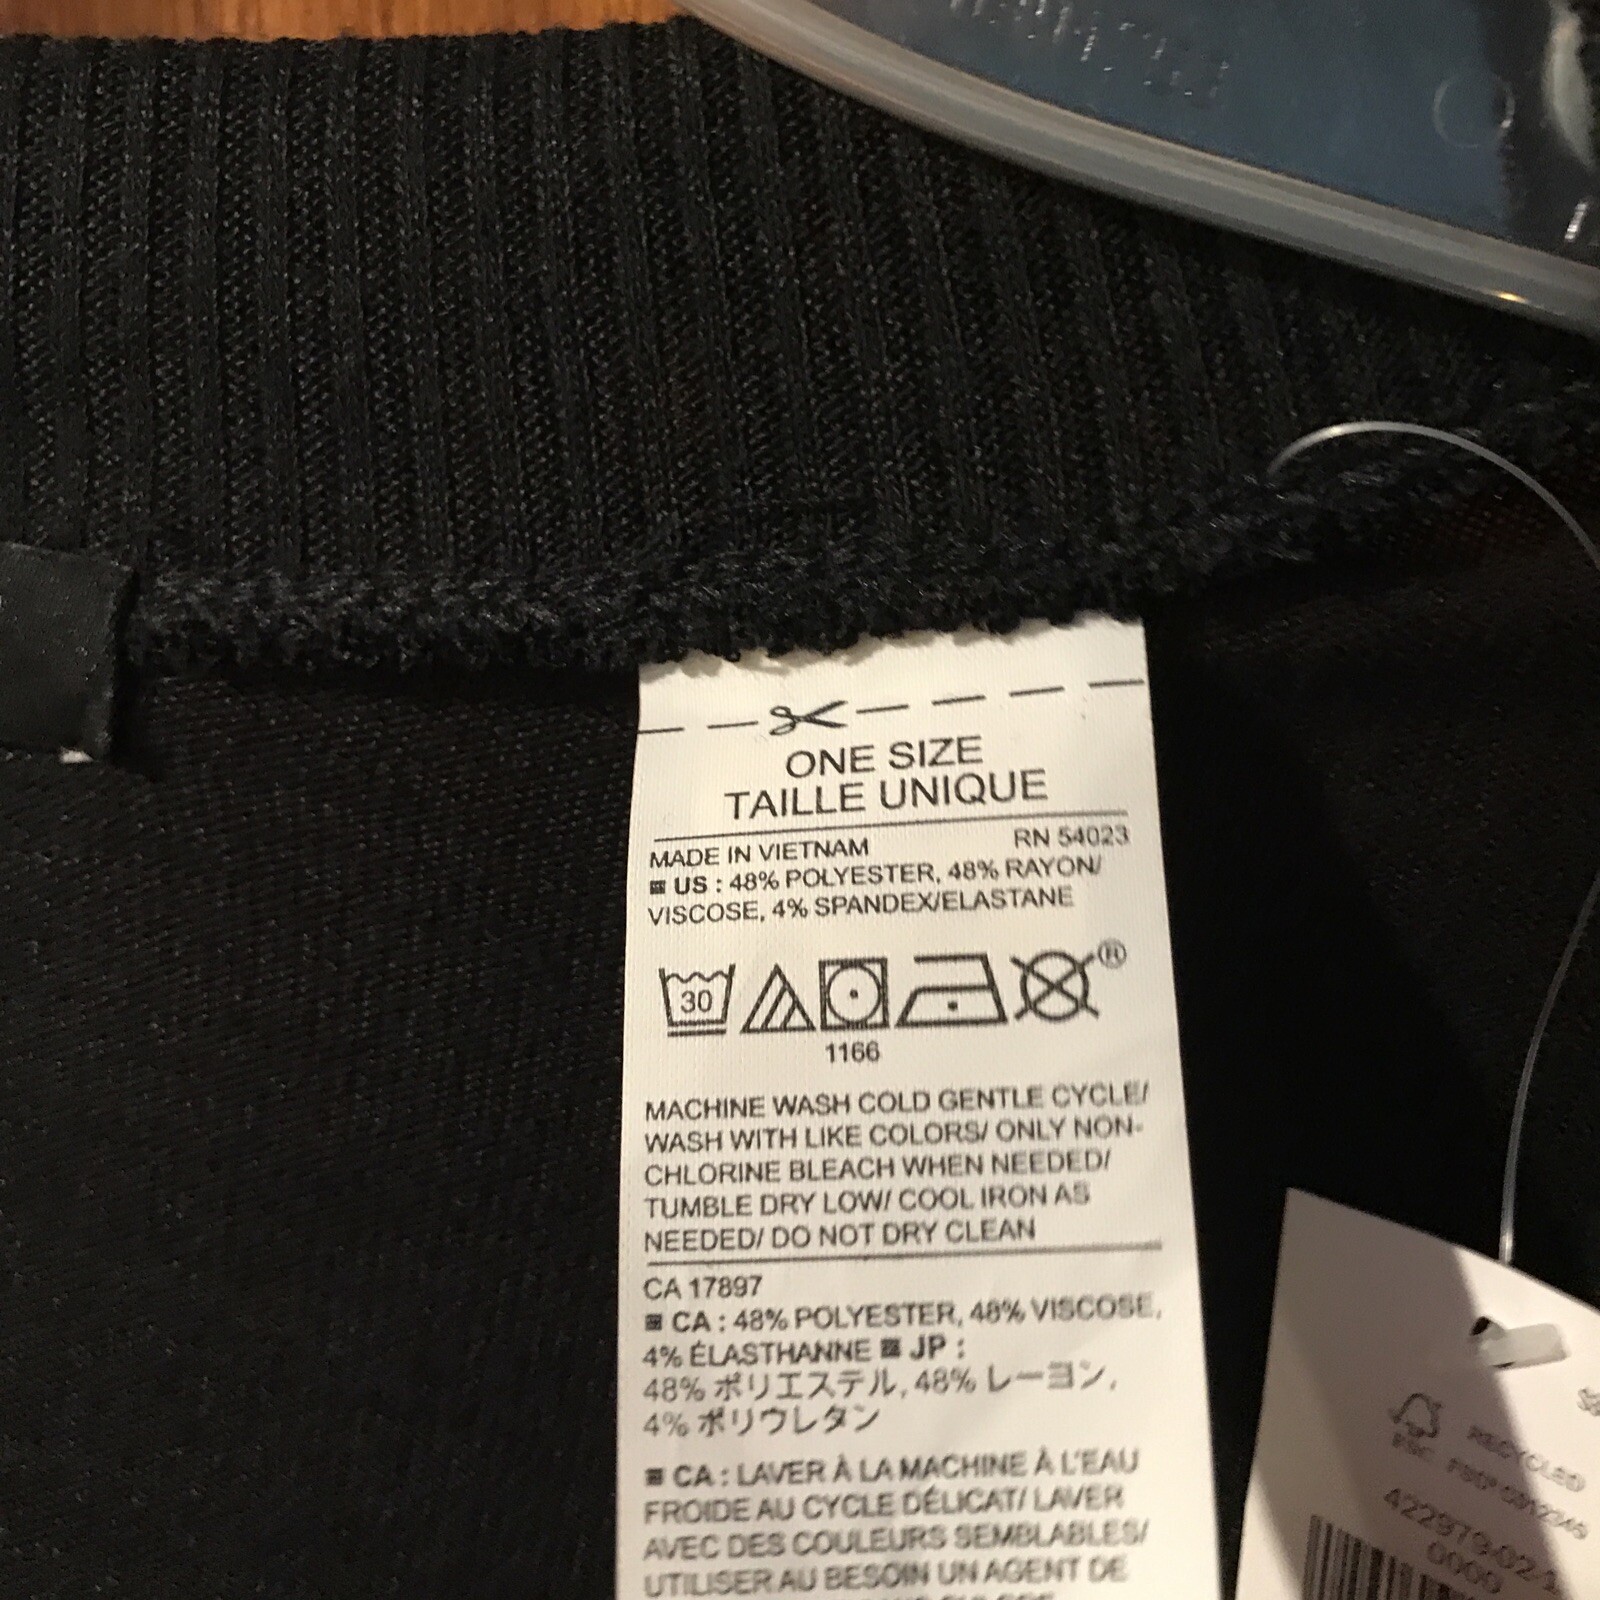 ONE SIZE
TAILLE UNIQUE
MADE IN VIETNAM RN 54023
US : 48% POLYESTER, 48% RAYON/
VISCOSE, 4% SPANDEX/ELASTANE
30
®
1166
MACHINE WASH COLD GENTLE CYCLE/
WASH WITH LIKE COLORS/ ONLY NON-
CHLORINE BLEACH WHEN NEEDED/
TUMBLE DRY LOW/ COOL IRON AS
NEEDED/ DO NOT DRY CLEAN
CA 17897
CA : 48% POLYESTER, 48% VISCOSE,
4% ÉLASTHANNE JP :
48% ポリエステル, 48% レーヨン,
4% ポリウレタン
CA : LAVER À LA MACHINE À L'EAU
FROIDE AU CYCLE DÉLICAT/ LAVER
AVEC DES COULEURS SEMBLABLES/
UTILISER AU BESOIN UN AGENT DE
FSC
RECYCLED
422979-02-1
0000